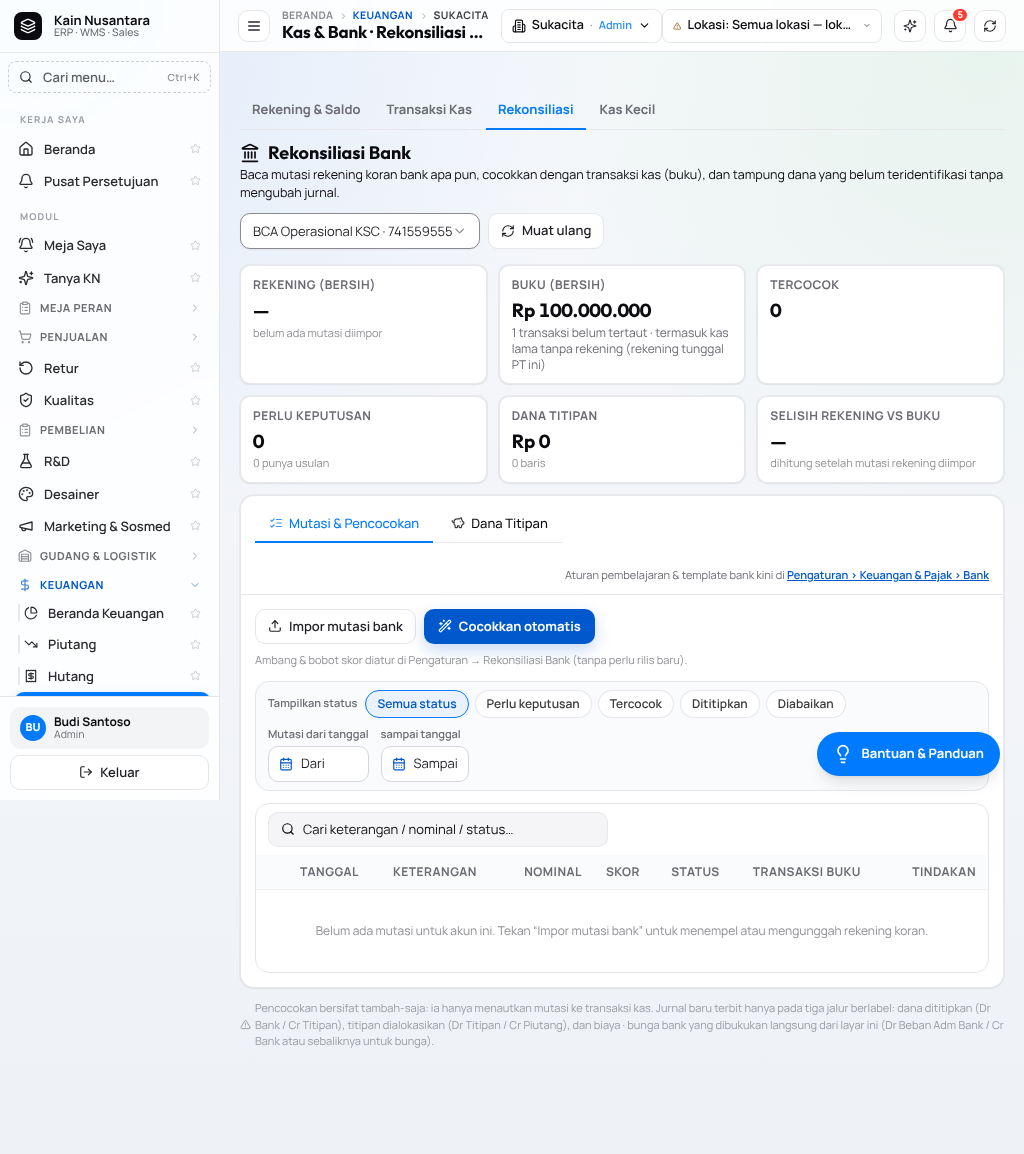 Kain Nusantara
ERP · WMS · Sales
Cari menu... Ctrl+K
KERJA SAYA
Beranda
Pusat Persetujuan
MODUL
Meja Saya
Tanya KN
MEJA PERAN
PENJUALAN
Retur
Kualitas
PEMBELIAN
R&D
Desainer
Marketing & Sosmed
GUDANG & LOGISTIK
KEUANGAN
Beranda Keuangan
Piutang
Hutang
BU
Budi Santoso
Admin
Keluar
BERANDA > KEUANGAN > SUKACITA
Kas & Bank · Rekonsiliasi ...
Sukacita · Admin
Lokasi: Semua lokasi — lok...
5
Rekening & Saldo
Transaksi Kas
Rekonsiliasi
Kas Kecil
Rekonsiliasi Bank
Baca mutasi rekening koran bank apa pun, cocokkan dengan transaksi kas (buku), dan tampung dana yang belum teridentifikasi tanpa
mengubah jurnal.
BCA Operasional KSC · 741559555
Muat ulang
REKENING (BERSIH)
—
belum ada mutasi diimpor
BUKU (BERSIH)
Rp 100.000.000
1 transaksi belum tertaut · termasuk kas
lama tanpa rekening (rekening tunggal
PT ini)
TERCOCOK
0
PERLU KEPUTUSAN
0
0 punya usulan
DANA TITIPAN
Rp 0
0 baris
SELISIH REKENING VS BUKU
—
dihitung setelah mutasi rekening diimpor
Mutasi & Pencocokan
Dana Titipan
Aturan pembelajaran & template bank kini di Pengaturan › Keuangan & Pajak › Bank
Impor mutasi bank
Cocokkan otomatis
Ambang & bobot skor diatur di Pengaturan → Rekonsiliasi Bank (tanpa perlu rilis baru).
Tampilkan status
Semua status
Perlu keputusan
Tercocok
Dititipkan
Diabaikan
Mutasi dari tanggal
sampai tanggal
Dari
Sampai
Bantuan & Panduan
Cari keterangan / nominal / status...
TANGGAL KETERANGAN NOMINAL SKOR STATUS TRANSAKSI BUKU TINDAKAN
Belum ada mutasi untuk akun ini. Tekan “Impor mutasi bank” untuk menempel atau mengunggah rekening koran.
Pencocokan bersifat tambah-saja: ia hanya menautkan mutasi ke transaksi kas. Jurnal baru terbit hanya pada tiga jalur berlabel: dana dititipkan (Dr
Bank / Cr Titipan), titipan dialokasikan (Dr Titipan / Cr Piutang), dan biaya · bunga bank yang dibukukan langsung dari layar ini (Dr Beban Adm Bank / Cr
Bank atau sebaliknya untuk bunga).